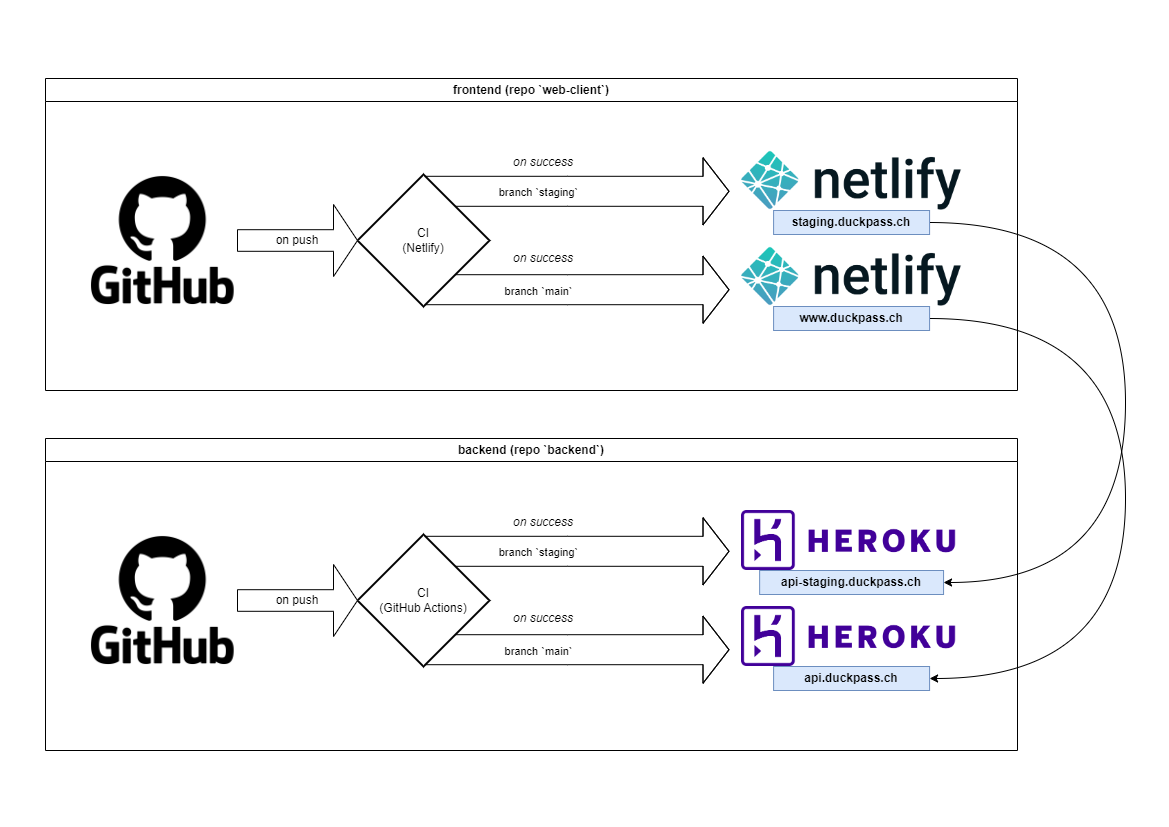 frontend (repo `web-client`)
on success
branch `staging`
netlify
staging.duckpass.ch
GitHub
on push
CI
(Netlify)
on success
branch `main`
netlify
www.duckpass.ch
backend (repo `backend`)
on success
branch `staging`
HEROKU
api-staging.duckpass.ch
GitHub
on push
CI
(GitHub Actions)
on success
branch `main`
HEROKU
api.duckpass.ch